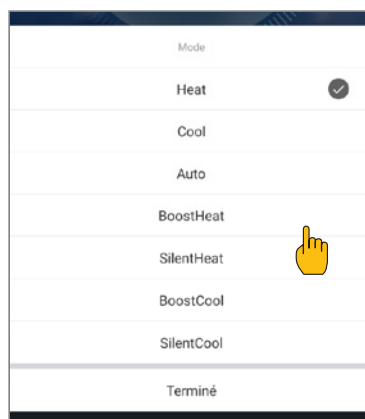 Mode
Heat
Cool
Auto
BoostHeat
SilentHeat
BoostCool
SilentCool
Terminé